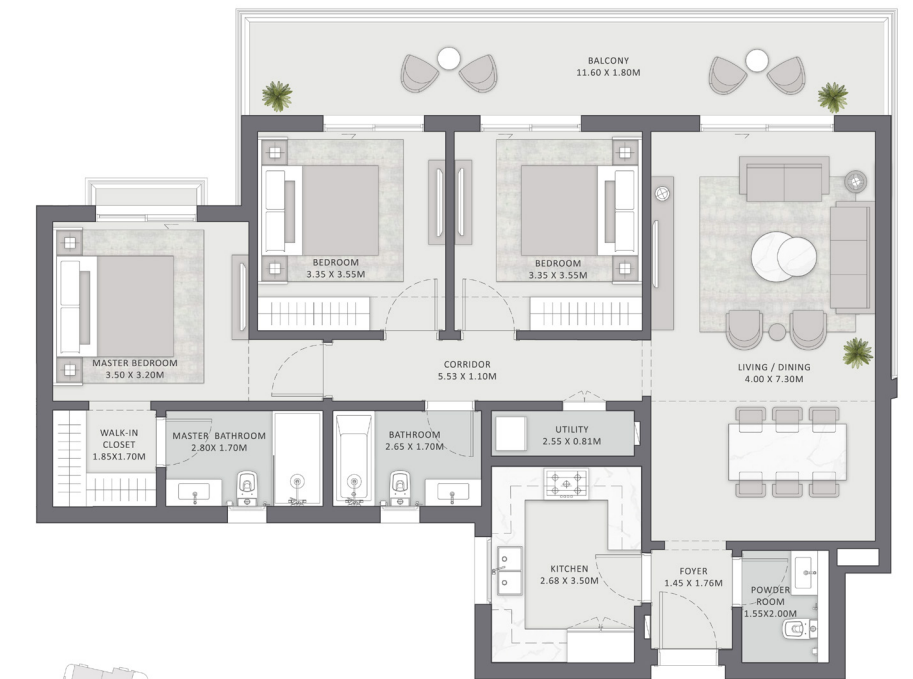 BALCONY
11.60 X 1.80M
BEDROOM
3.35 X 3.55M
BEDROOM
3.35 X 3.55M
MASTER BEDROOM
3.50 X 3.20M
CORRIDOR
5.53 X 1.10M
LIVING / DINING
4.00 X 7.30M
WALK-IN
CLOSET
1.85X1.70M
MASTER BATHROOM
2.80X 1.70M
BATHROOM
2.65 X 1.70M
UTILITY
2.55 X 0.81M
KITCHEN
2.68 X 3.50M
FOYER
1.45 X 1.76M
POWDER
ROOM
1.55X2.00M